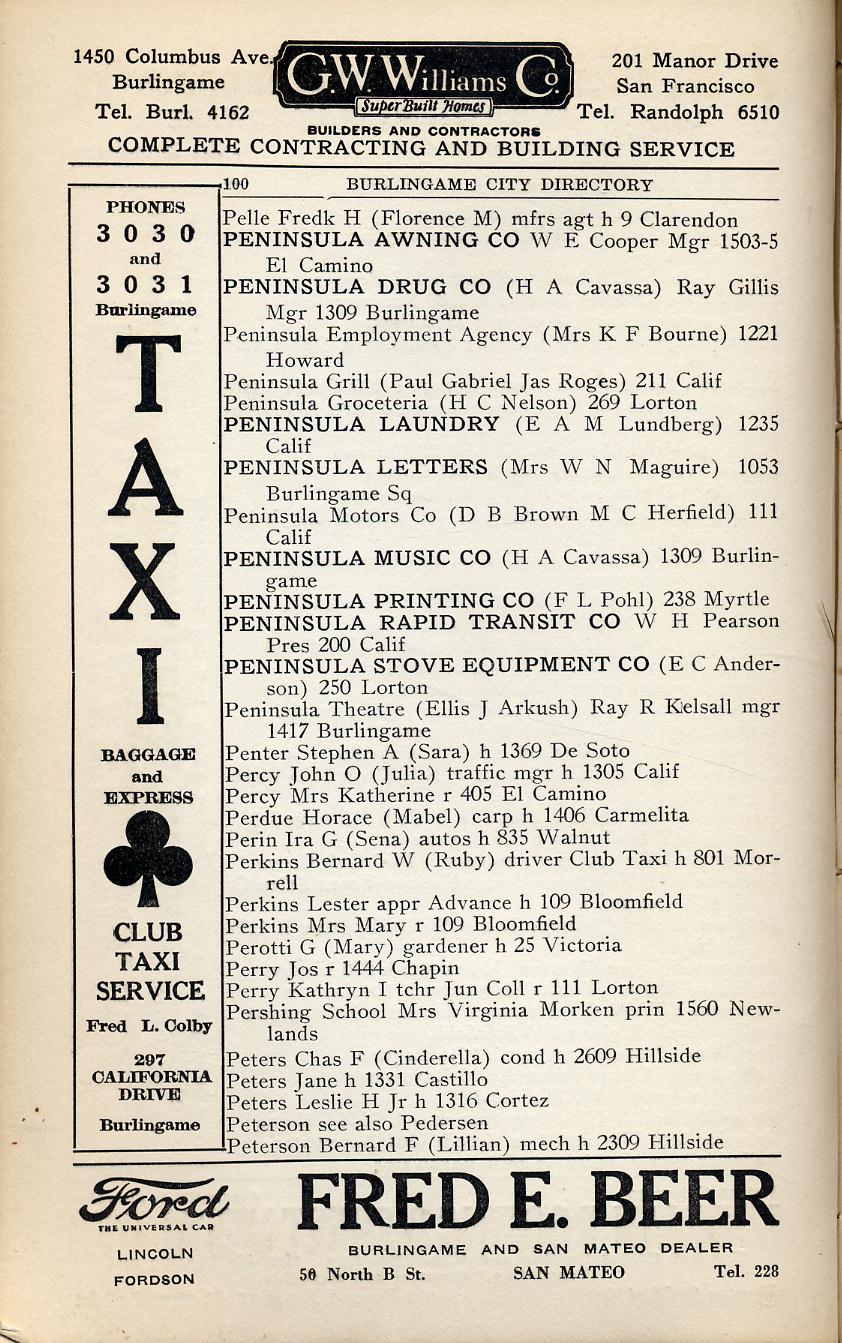 1450 Columbus Ave.
Burlingame
Tel. Burl. 4162
G.W. Williams Co.
"Super Built Homes"
201 Manor Drive
San Francisco
Tel. Randolph 6510
BUILDERS AND CONTRACTORS
COMPLETE CONTRACTING AND BUILDING SERVICE
PHONES
3 0 3 0
and
3 0 3 1
Burlingame
T
A
X
I
BAGGAGE
and
EXPRESS
CLUB
TAXI
SERVICE
Fred L. Colby
297
CALIFORNIA
DRIVE
Burlingame
100 BURLINGAME CITY DIRECTORY
Pelle Fredk H (Florence M) mfrs agt h 9 Clarendon
PENINSULA AWNING CO W E Cooper Mgr 1503-5
El Camino
PENINSULA DRUG CO (H A Cavassa) Ray Gillis
Mgr 1309 Burlingame
Peninsula Employment Agency (Mrs K F Bourne) 1221
Howard
Peninsula Grill (Paul Gabriel Jas Roges) 211 Calif
Peninsula Groceteria (H C Nelson) 269 Lorton
PENINSULA LAUNDRY (E A M Lundberg) 1235
Calif
PENINSULA LETTERS (Mrs W N Maguire) 1053
Burlingame Sq
Peninsula Motors Co (D B Brown M C Herfield) 111
Calif
PENINSULA MUSIC CO (H A Cavassa) 1309 Burlin-
game
PENINSULA PRINTING CO (F L Pohl) 238 Myrtle
PENINSULA RAPID TRANSIT CO W H Pearson
Pres 200 Calif
PENINSULA STOVE EQUIPMENT CO (E C Ander-
son) 250 Lorton
Peninsula Theatre (Ellis J Arkush) Ray R Kelsall mgr
1417 Burlingame
Penter Stephen A (Sara) h 1369 De Soto
Percy John O (Julia) traffic mgr h 1305 Calif
Percy Mrs Katherine r 405 El Camino
Perdue Horace (Mabel) carp h 1406 Carmelita
Perin Ira G (Sena) autos h 835 Walnut
Perkins Bernard W (Ruby) driver Club Taxi h 801 Mor-
rell
Perkins Lester appr Advance h 109 Bloomfield
Perkins Mrs Mary r 109 Bloomfield
Perotti G (Mary) gardener h 25 Victoria
Perry Jos r 1444 Chapin
Perry Kathryn I tchr Jun Coll r 111 Lorton
Pershing School Mrs Virginia Morken prin 1560 New-
lands
Peters Chas F (Cinderella) cond h 2609 Hillside
Peters Jane h 1331 Castillo
Peters Leslie H Jr h 1316 Cortez
Peterson see also Pedersen
Peterson Bernard F (Lillian) mech h 2309 Hillside
Ford
THE UNIVERSAL CAR
LINCOLN
FORDSON
FRED E. BEER
BURLINGAME AND SAN MATEO DEALER
50 North B St. SAN MATEO Tel. 228